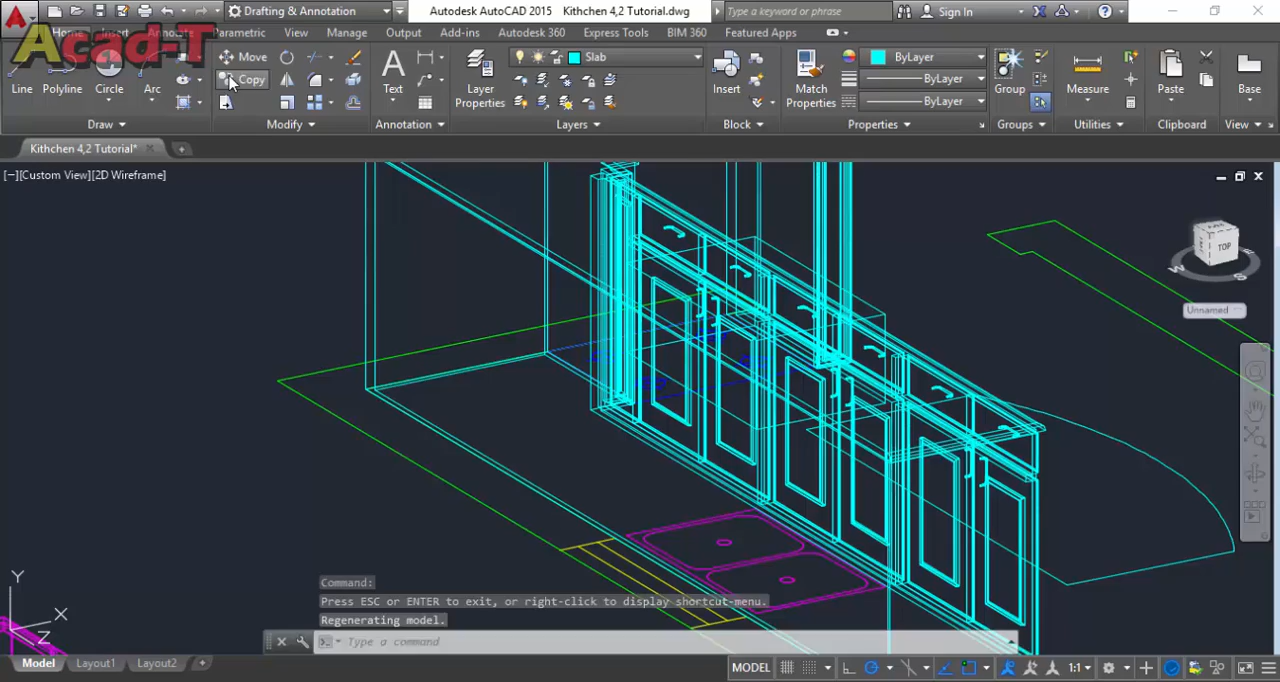 Drafting & Annotation
Autodesk AutoCAD 2015 Kithchen 4,2 Tutorial.dwg
Type a keyword or phrase
Sign In
Acad-T
Home Insert Annotate Parametric View Manage Output Add-ins Autodesk 360 Express Tools BIM 360 Featured Apps
Line
Polyline
Circle
Arc
Draw
Move
Copy
Modify
Text
Annotation
Layer
Properties
Slab
Layers
Insert
Block
Match
Properties
ByLayer
ByLayer
ByLayer
Properties
Group
Groups
Measure
Utilities
Paste
Clipboard
Base
View
Kithchen 4,2 Tutorial*
[−][Custom View][2D Wireframe]
TOP
W
S
Unnamed
Y
X
Z
Command:
Press ESC or ENTER to exit, or right-click to display shortcut-menu.
Regenerating model.
Type a command
Model Layout1 Layout2 +
MODEL
1:1